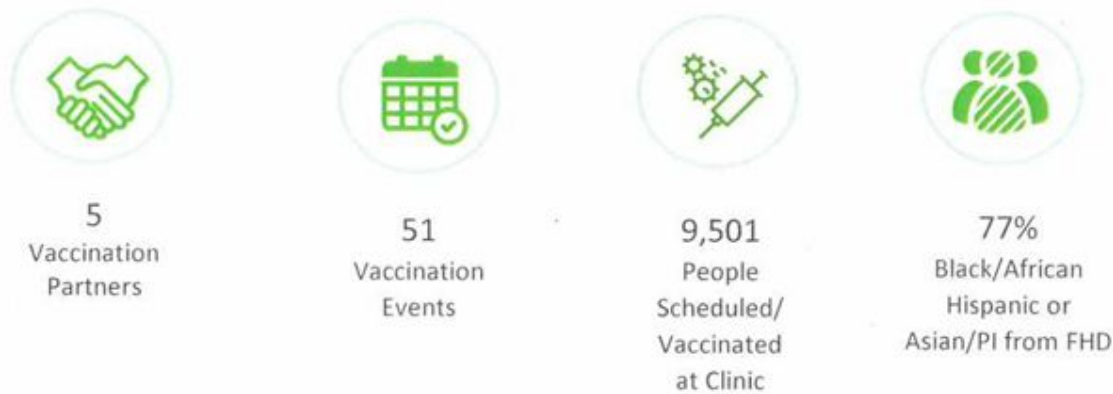 5
Vaccination
Partners
51
Vaccination
Events
9,501
People
Scheduled/
Vaccinated
at Clinic
77%
Black/African
Hispanic or
Asian/PI from FHD